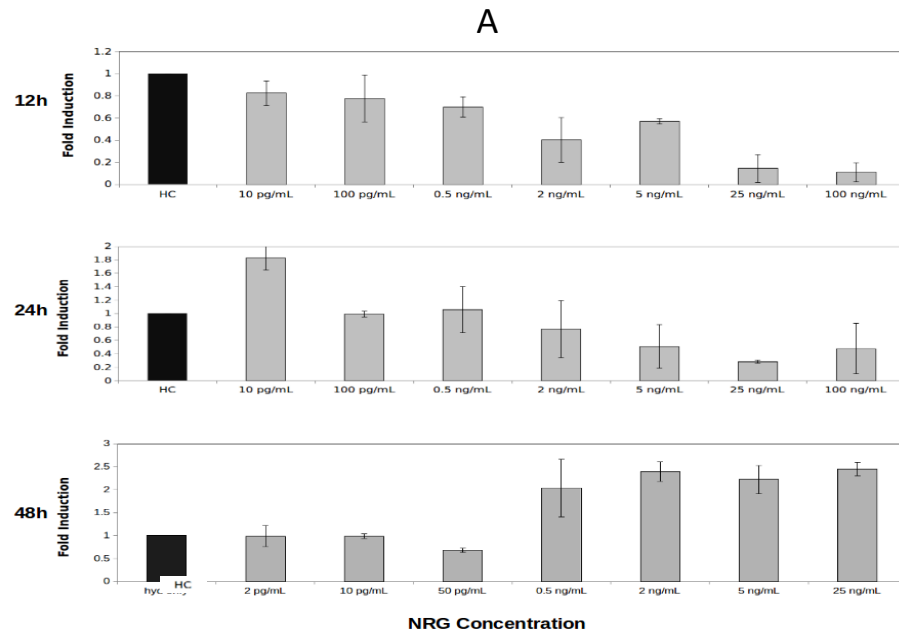 A
12h
Fold Induction
1.2
1
0.8
0.6
0.4
0.2
0
HC 10 pg/mL 100 pg/mL 0.5 ng/mL 2 ng/mL 5 ng/mL 25 ng/mL 100 ng/mL
24h
Fold Induction
2
1.8
1.6
1.4
1.2
1
0.8
0.6
0.4
0.2
0
HC 10 pg/mL 100 pg/mL 0.5 ng/mL 2 ng/mL 5 ng/mL 25 ng/mL 100 ng/mL
48h
Fold Induction
3
2.5
2
1.5
1
0.5
0
HC 2 pg/mL 10 pg/mL 50 pg/mL 0.5 ng/mL 2 ng/mL 5 ng/mL 25 ng/mL
NRG Concentration